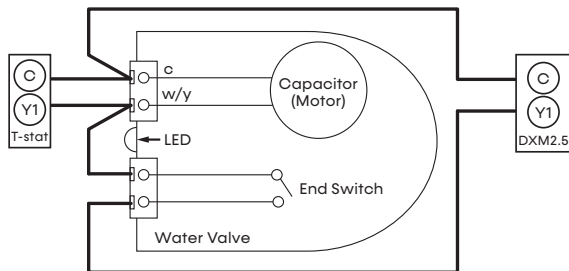 C
Y1
T-stat
c
w/y
LED
Capacitor
(Motor)
End Switch
Water Valve
C
Y1
DXM2.5